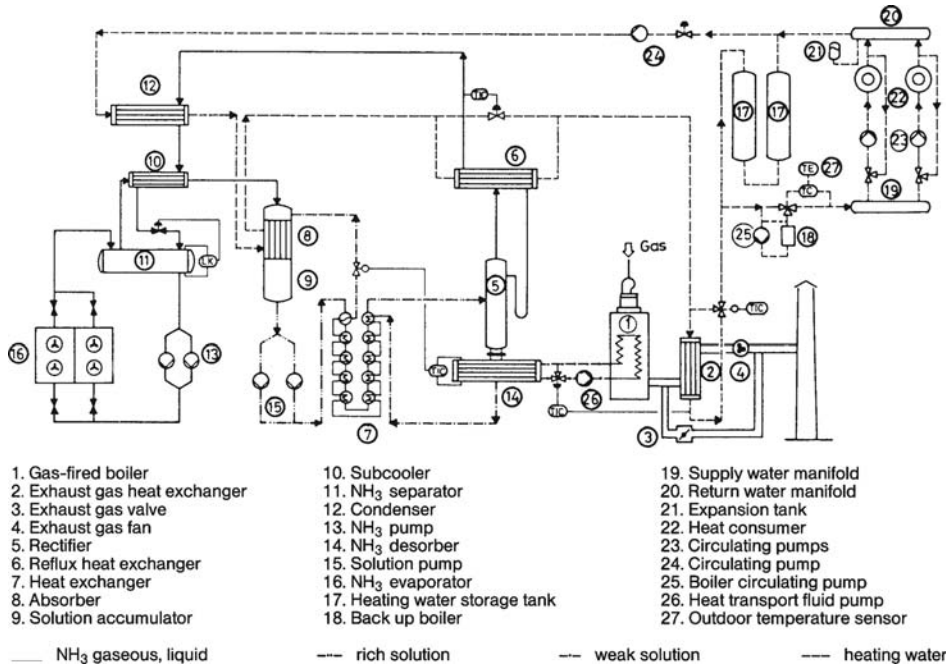 20
24
21
12
TK
17
17
22
6
10
23
TE
27
TC
8
19
Gas
25
18
11
LK
5
9
1
TIC
16
13
TIC
2
4
15
14
26
TIC
7
3
1. Gas-fired boiler
2. Exhaust gas heat exchanger
3. Exhaust gas valve
4. Exhaust gas fan
5. Rectifier
6. Reflux heat exchanger
7. Heat exchanger
8. Absorber
9. Solution accumulator
10. Subcooler
11. NH3 separator
12. Condenser
13. NH3 pump
14. NH3 desorber
15. Solution pump
16. NH3 evaporator
17. Heating water storage tank
18. Back up boiler
19. Supply water manifold
20. Return water manifold
21. Expansion tank
22. Heat consumer
23. Circulating pumps
24. Circulating pump
25. Boiler circulating pump
26. Heat transport fluid pump
27. Outdoor temperature sensor
NH3 gaseous, liquid
rich solution
weak solution
heating water